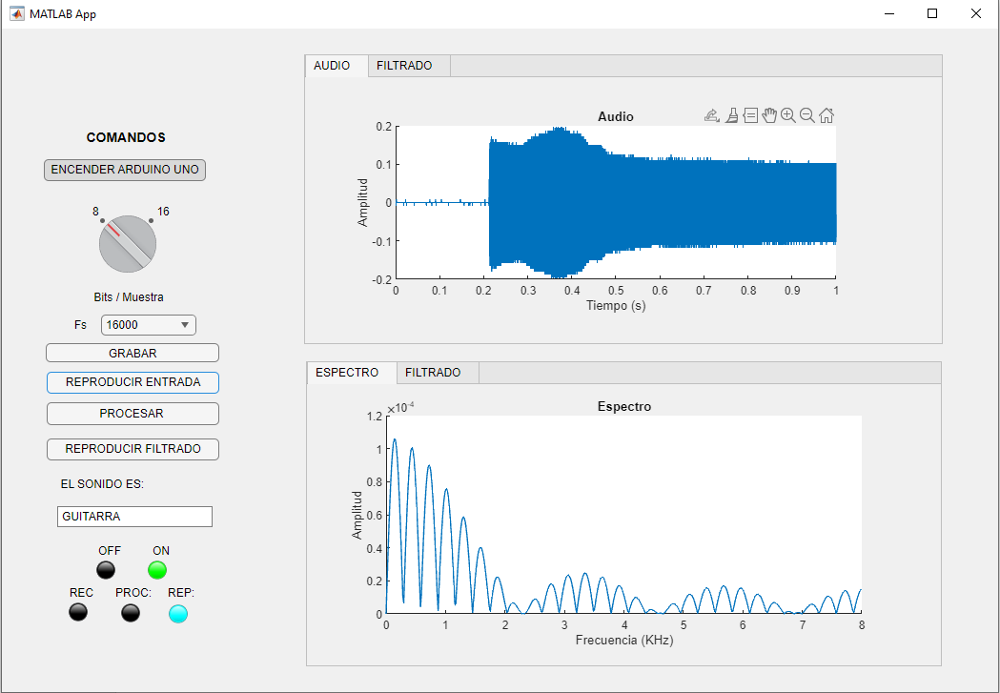 MATLAB App
COMANDOS
ENCENDER ARDUINO UNO
8 16
Bits / Muestra
Fs 16000
GRABAR
REPRODUCIR ENTRADA
PROCESAR
REPRODUCIR FILTRADO
EL SONIDO ES:
GUITARRA
OFF ON
REC PROC: REP:
AUDIO FILTRADO
Audio
Amplitud
0.2
0.1
0
-0.1
-0.2
0 0.1 0.2 0.3 0.4 0.5 0.6 0.7 0.8 0.9 1
Tiempo (s)
ESPECTRO FILTRADO
Espectro
×10-4
Amplitud
1.2
1
0.8
0.6
0.4
0.2
0
0 1 2 3 4 5 6 7 8
Frecuencia (KHz)